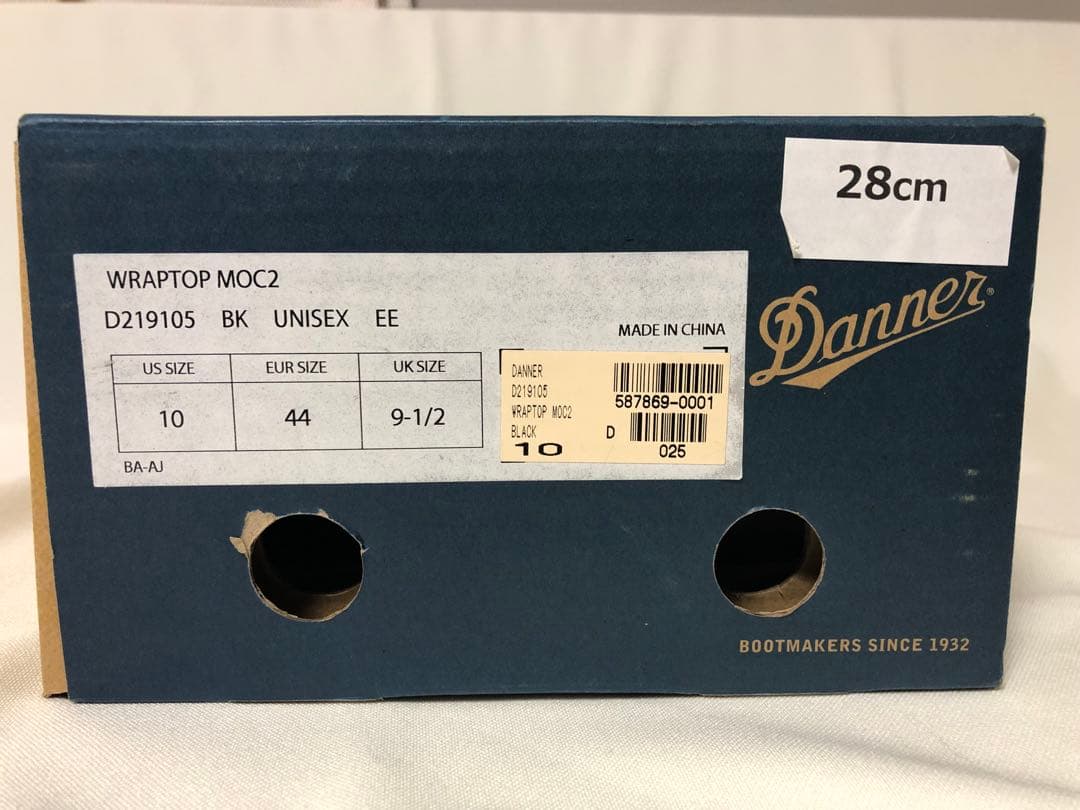 28cm
WRAPTOP MOC2
D219105 BK UNISEX EE
MADE IN CHINA
US SIZE EUR SIZE UK SIZE
10 44 9-1/2
BA-AJ
DANNER
D219105
WRAPTOP MOC2
BLACK
10
587869-0001
D
025
Danner®
BOOTMAKERS SINCE 1932